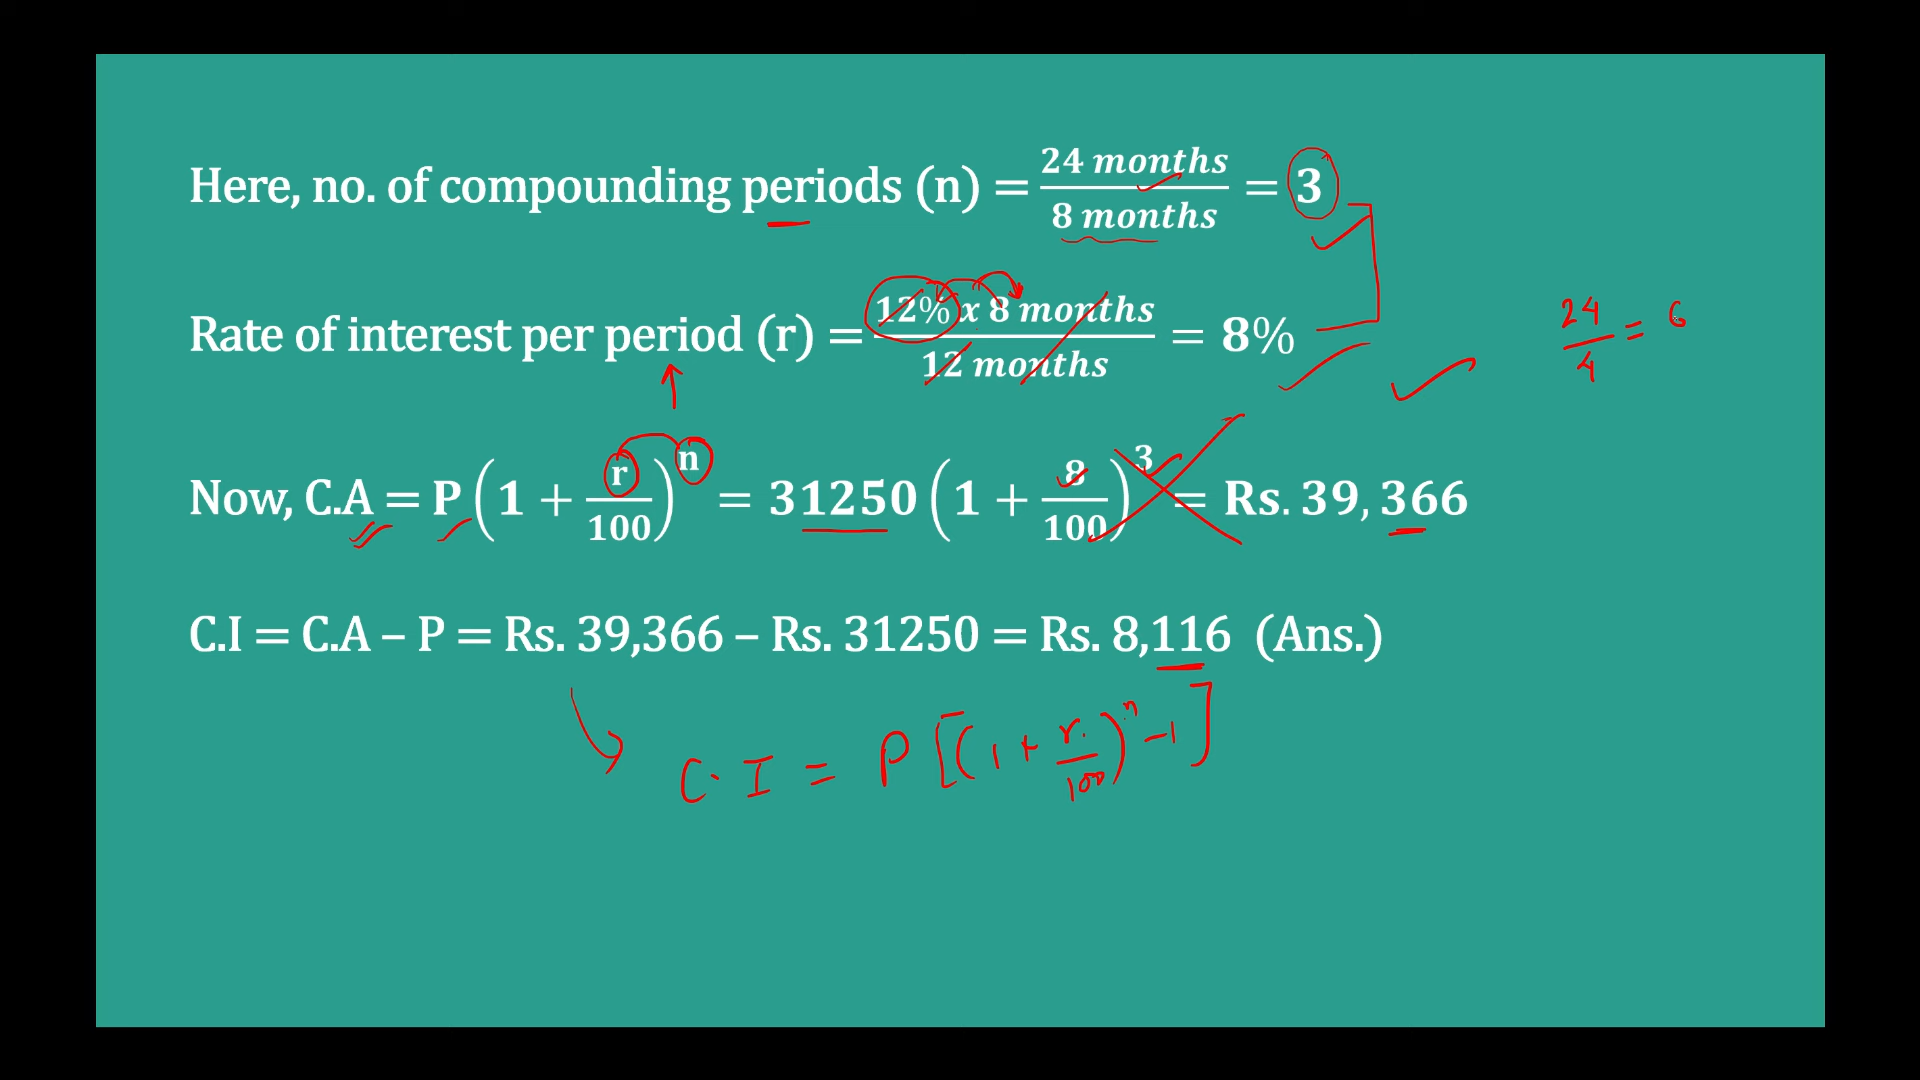 Here, no. of compounding periods (n) = 24 months / 8 months = 3
Rate of interest per period (r) = 12% x 8 months / 12 months = 8%
24 / 4 = 6
Now, C.A = P(1 + r/100)^n = 31250(1 + 8/100)^3 = Rs. 39,366
C.I = C.A – P = Rs. 39,366 – Rs. 31250 = Rs. 8,116 (Ans.)
C.I = P[(1 + r/100)^n - 1]